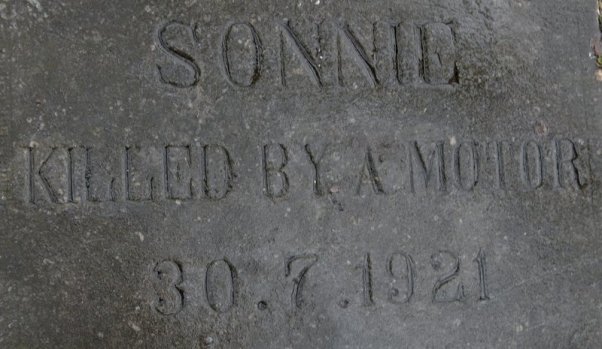 SONNIE
KILLED BY A MOTOR
30.7.1921